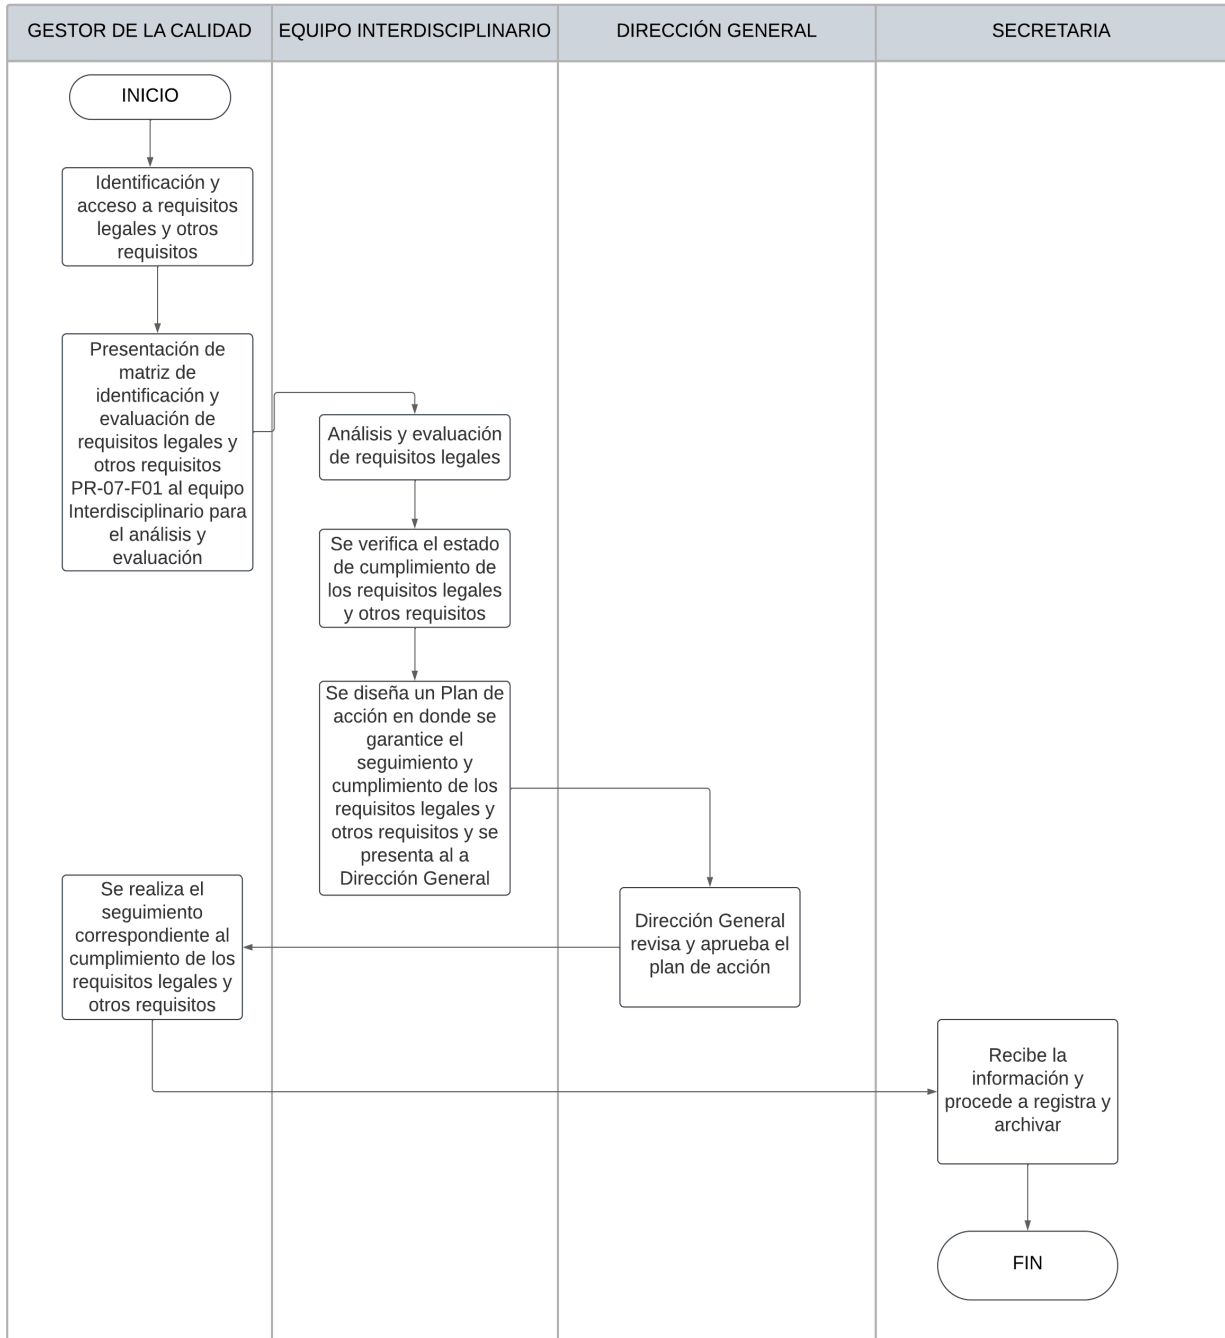 GESTOR DE LA CALIDAD
EQUIPO INTERDISCIPLINARIO
DIRECCIÓN GENERAL
SECRETARIA
INICIO
Identificación y
acceso a requisitos
legales y otros
requisitos
Presentación de
matriz de
identificación y
evaluación de
requisitos legales y
otros requisitos
PR-07-F01 al equipo
Interdisciplinario para
el análisis y
evaluación
Análisis y evaluación
de requisitos legales
Se verifica el estado
de cumplimiento de
los requisitos legales
y otros requisitos
Se diseña un Plan de
acción en donde se
garantice el
seguimiento y
cumplimiento de los
requisitos legales y
otros requisitos y se
presenta al a
Dirección General
Dirección General
revisa y aprueba el
plan de acción
Se realiza el
seguimiento
correspondiente al
cumplimiento de los
requisitos legales y
otros requisitos
Recibe la
información y
procede a registra y
archivar
FIN